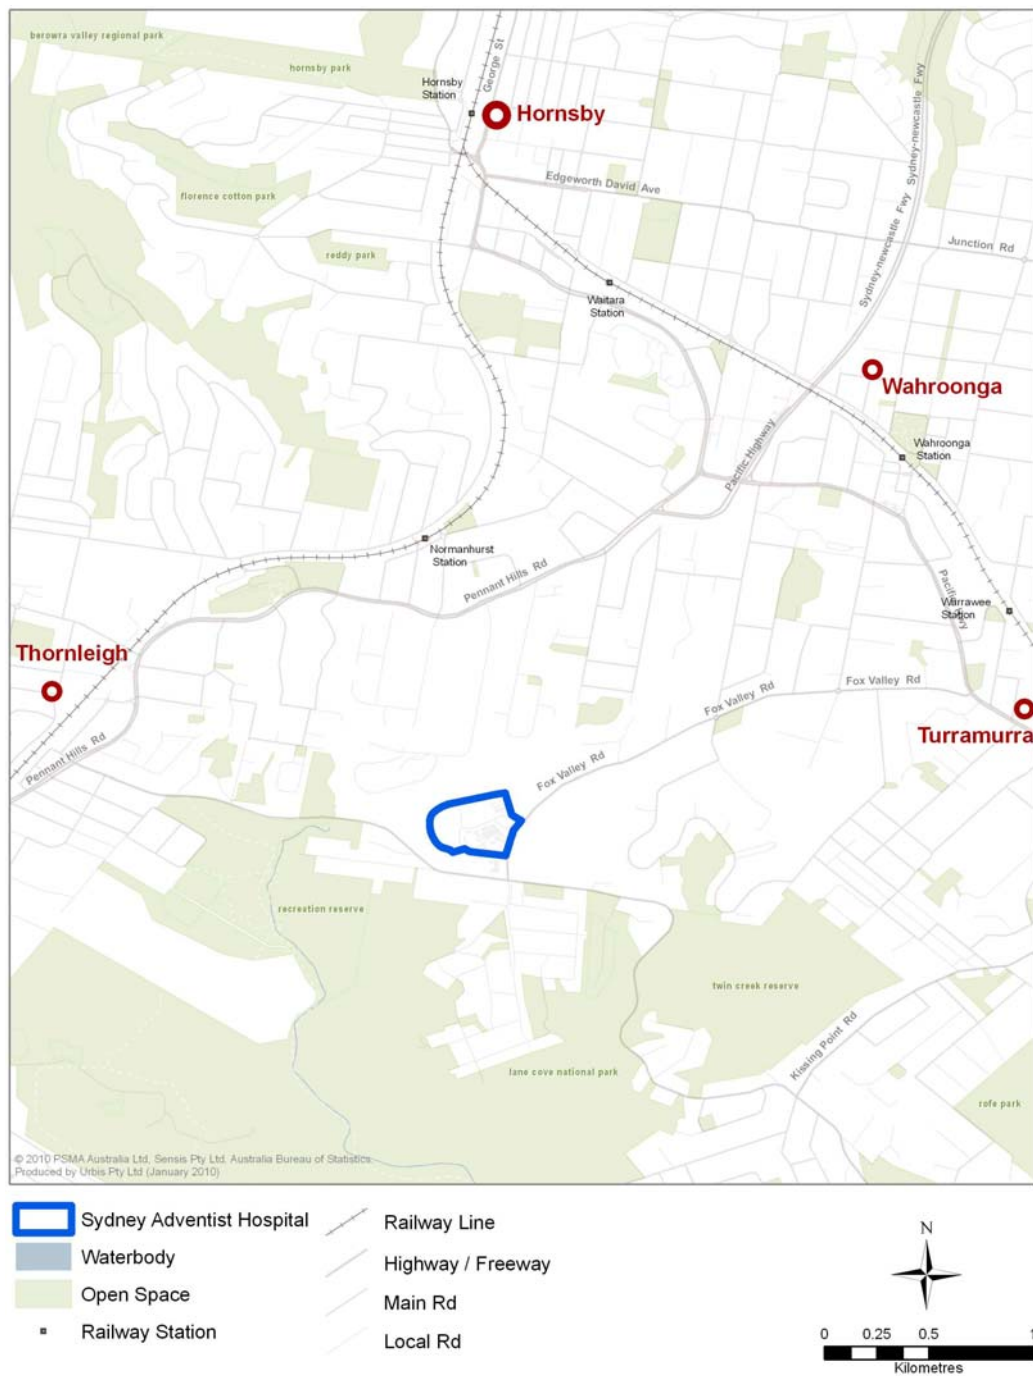 berowra valley regional park
hornsby park
Hornsby
Station
George St
Hornsby
Sydney-newcastle Fwy
Edgeworth David Ave
florence cotton park
Sydney-newcastle Fwy
Junction Rd
reddy park
Waitara
Station
Wahroonga
Pacific Highway
Wahroonga
Station
Normanhurst
Station
Pennant Hills Rd
Pacific Hwy
Warrawee
Station
Thornleigh
Fox Valley Rd
Fox Valley Rd
Turramurra
Pennant Hills Rd
Fox Valley Rd
recreation reserve
twin creek reserve
Kissing Point Rd
lane cove national park
rofe park
© 2010 PSMA Australia Ltd, Sensis Pty Ltd. Australia Bureau of Statistics
Produced by Urbis Pty Ltd (January 2010)
Sydney Adventist Hospital
Waterbody
Open Space
Railway Station
Railway Line
Highway / Freeway
Main Rd
Local Rd
N
0 0.25 0.5 1
Kilometres